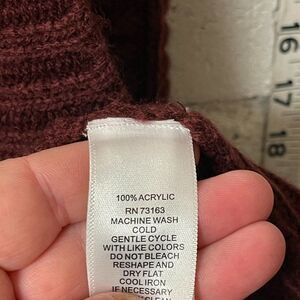 100% ACRYLIC
RN 73163
MACHINE WASH
COLD
GENTLE CYCLE
WITH LIKE COLORS
DO NOT BLEACH
RESHAPE AND
DRY FLAT
COOL IRON
IF NECESSARY
CLEAN
16
17
18